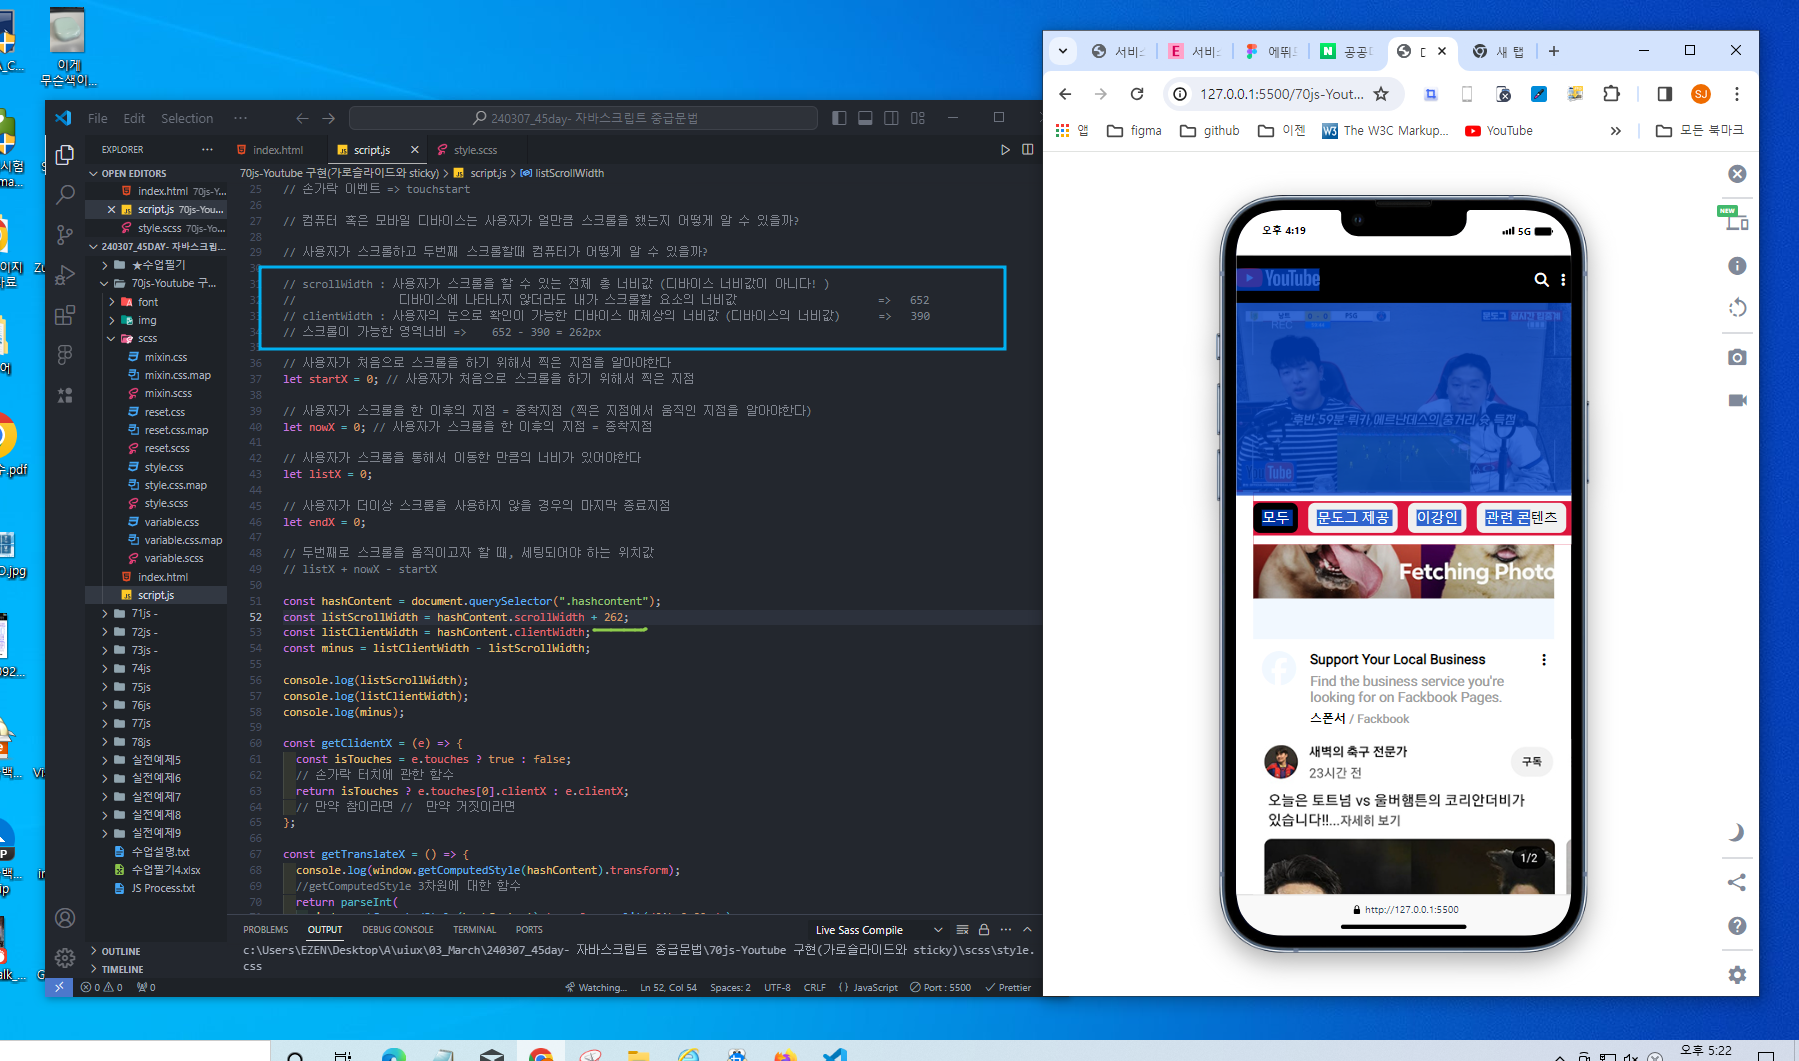 이게
무슨색이...
File Edit Selection ...
240307_45day- 자바스크립트 중급문법
EXPLORER
index.html
script.js
style.scss
OPEN EDITORS
index.html 70js-Y...
script.js 70js-You...
style.scss 70js-Yo...
240307_45DAY- 자바스크립...
★수업필기
70js-Youtube 구...
font
img
scss
mixin.css
mixin.css.map
mixin.scss
reset.css
reset.css.map
reset.scss
style.css
style.css.map
style.scss
variable.css
variable.css.map
variable.scss
index.html
script.js
71js -
72js -
73js -
74js
75js
76js
77js
78js
실전예제5
실전예제6
실전예제7
실전예제8
실전예제9
수업설명.txt
수업필기4.xlsx
JS Process.txt
OUTLINE
TIMELINE
70js-Youtube 구현(가로슬라이드와 sticky) > script.js > listScrollWidth
25 // 손가락 이벤트 => touchstart
26
27 // 컴퓨터 혹은 모바일 디바이스는 사용자가 얼만큼 스크롤을 했는지 어떻게 알 수 있을까?
28
29 // 사용자가 스크롤하고 두번째 스크롤할때 컴퓨터가 어떻게 알 수 있을까?
// scrollWidth : 사용자가 스크롤을 할 수 있는 전체 총 너비값 (디바이스 너비값이 아니다! )
// 디바이스에 나타나지 않더라도 내가 스크롤할 요소의 너비값 => 652
// clientWidth : 사용자의 눈으로 확인이 가능한 디바이스 매체상의 너비값 (디바이스의 너비값) => 390
// 스크롤이 가능한 영역너비 => 652 - 390 = 262px
36 // 사용자가 처음으로 스크롤을 하기 위해서 찍은 지점을 알아야한다
37 let startX = 0; // 사용자가 처음으로 스크롤을 하기 위해서 찍은 지점
38
39 // 사용자가 스크롤을 한 이후의 지점 = 종착지점 (찍은 지점에서 움직인 지점을 알아야한다)
40 let nowX = 0; // 사용자가 스크롤을 한 이후의 지점 = 종착지점
41
42 // 사용자가 스크롤을 통해서 이동한 만큼의 너비가 있어야한다
43 let listX = 0;
44
45 // 사용자가 더이상 스크롤을 사용하지 않을 경우의 마지막 종료지점
46 let endX = 0;
47
48 // 두번째로 스크롤을 움직이고자 할 때, 세팅되어야 하는 위치값
49 // listX + nowX - startX
50
51 const hashContent = document.querySelector(".hashcontent");
52 const listScrollWidth = hashContent.scrollWidth + 262;
53 const listClientWidth = hashContent.clientWidth;
54 const minus = listClientWidth - listScrollWidth;
55
56 console.log(listScrollWidth);
57 console.log(listClientWidth);
58 console.log(minus);
59
60 const getClidentX = (e) => {
61 const isTouches = e.touches ? true : false;
62 // 손가락 터치에 관한 함수
63 return isTouches ? e.touches[0].clientX : e.clientX;
64 // 만약 참이라면 // 만약 거짓이라면
65 };
66
67 const getTranslateX = () => {
68 console.log(window.getComputedStyle(hashContent).transform);
69 //getComputedStyle 3차원에 대한 함수
70 return parseInt(
PROBLEMS OUTPUT DEBUG CONSOLE TERMINAL PORTS Live Sass Compile
c:\Users\EZEN\Desktop\A\uiux\03_March\240307_45day- 자바스크립트 중급문법\70js-Youtube 구현(가로슬라이드와 sticky)\scss\style.
css
0 0 0 Watching... Ln 52, Col 54 Spaces: 2 UTF-8 CRLF {} JavaScript Port : 5500 Prettier
서비 서비 에뛰 공공 새 탭
127.0.0.1:5500/70js-Yout...
SJ
앱 figma github 이젠 The W3C Markup... YouTube » 모든 북마크
NEW
오후 4:19 5G
YouTube
PSG
REC
후반 59분:뤼카 에르난데스의 중거리 슛 득점
모두 문도그 제공 이강인 관련 콘텐츠
Fetching Photo
Support Your Local Business
Find the business service you're
looking for on Fackbook Pages.
스폰서 / Fackbook
새벽의 축구 전문가
23시간 전
구독
오늘은 토트넘 vs 울버햄튼의 코리안더비가
있습니다!!...자세히 보기
1/2
http://127.0.0.1:5500
오후 5:22